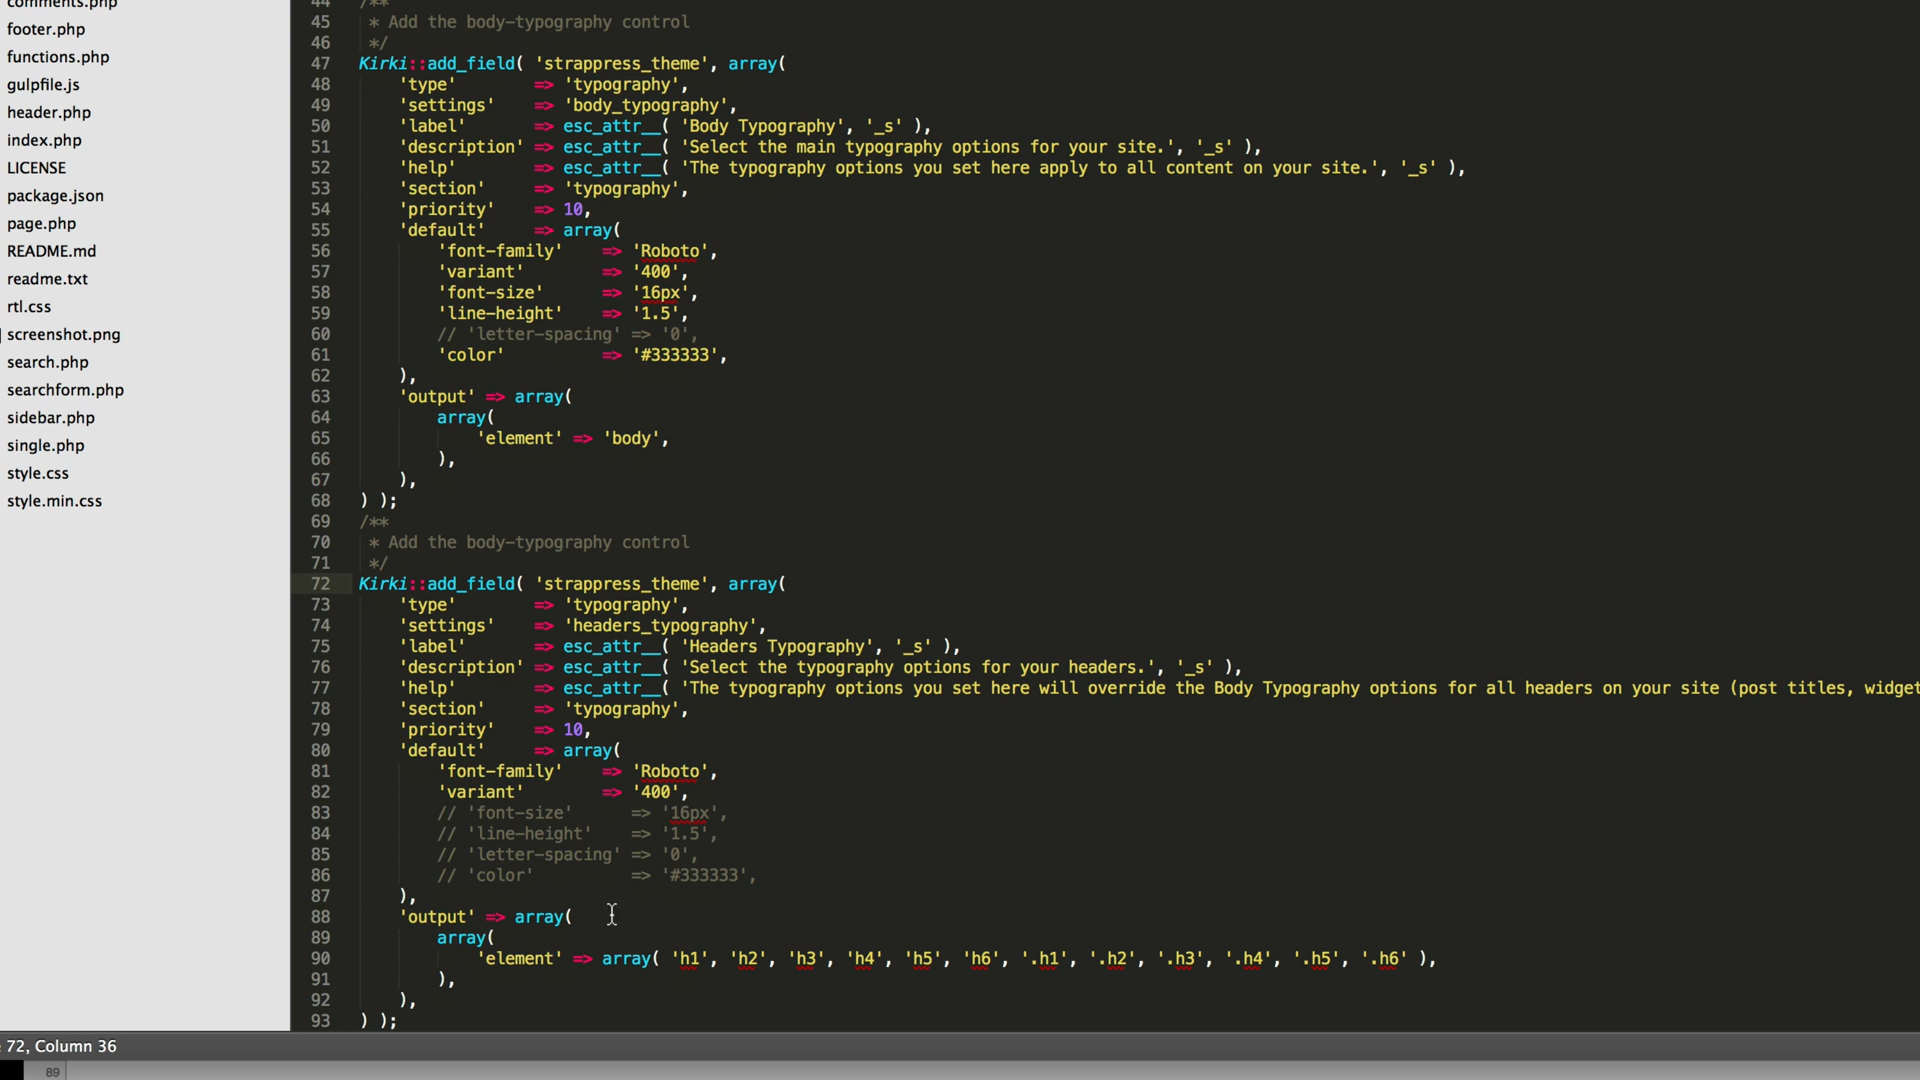 comments.php
footer.php
functions.php
gulpfile.js
header.php
index.php
LICENSE
package.json
page.php
README.md
readme.txt
rtl.css
screenshot.png
search.php
searchform.php
sidebar.php
single.php
style.css
style.min.css
44 /**
45 * Add the body-typography control
46 */
47 Kirki::add_field( 'strappress_theme', array(
48 'type' => 'typography',
49 'settings' => 'body_typography',
50 'label' => esc_attr__( 'Body Typography', '_s' ),
51 'description' => esc_attr__( 'Select the main typography options for your site.', '_s' ),
52 'help' => esc_attr__( 'The typography options you set here apply to all content on your site.', '_s' ),
53 'section' => 'typography',
54 'priority' => 10,
55 'default' => array(
56 'font-family' => 'Roboto',
57 'variant' => '400',
58 'font-size' => '16px',
59 'line-height' => '1.5',
60 // 'letter-spacing' => '0',
61 'color' => '#333333',
62 ),
63 'output' => array(
64 array(
65 'element' => 'body',
66 ),
67 ),
68 ) );
69 /**
70 * Add the body-typography control
71 */
72 Kirki::add_field( 'strappress_theme', array(
73 'type' => 'typography',
74 'settings' => 'headers_typography',
75 'label' => esc_attr__( 'Headers Typography', '_s' ),
76 'description' => esc_attr__( 'Select the typography options for your headers.', '_s' ),
77 'help' => esc_attr__( 'The typography options you set here will override the Body Typography options for all headers on your site (post titles, widget
78 'section' => 'typography',
79 'priority' => 10,
80 'default' => array(
81 'font-family' => 'Roboto',
82 'variant' => '400',
83 // 'font-size' => '16px',
84 // 'line-height' => '1.5',
85 // 'letter-spacing' => '0',
86 // 'color' => '#333333',
87 ),
88 'output' => array(
89 array(
90 'element' => array( 'h1', 'h2', 'h3', 'h4', 'h5', 'h6', '.h1', '.h2', '.h3', '.h4', '.h5', '.h6' ),
91 ),
92 ),
93 ) );
72, Column 36
89